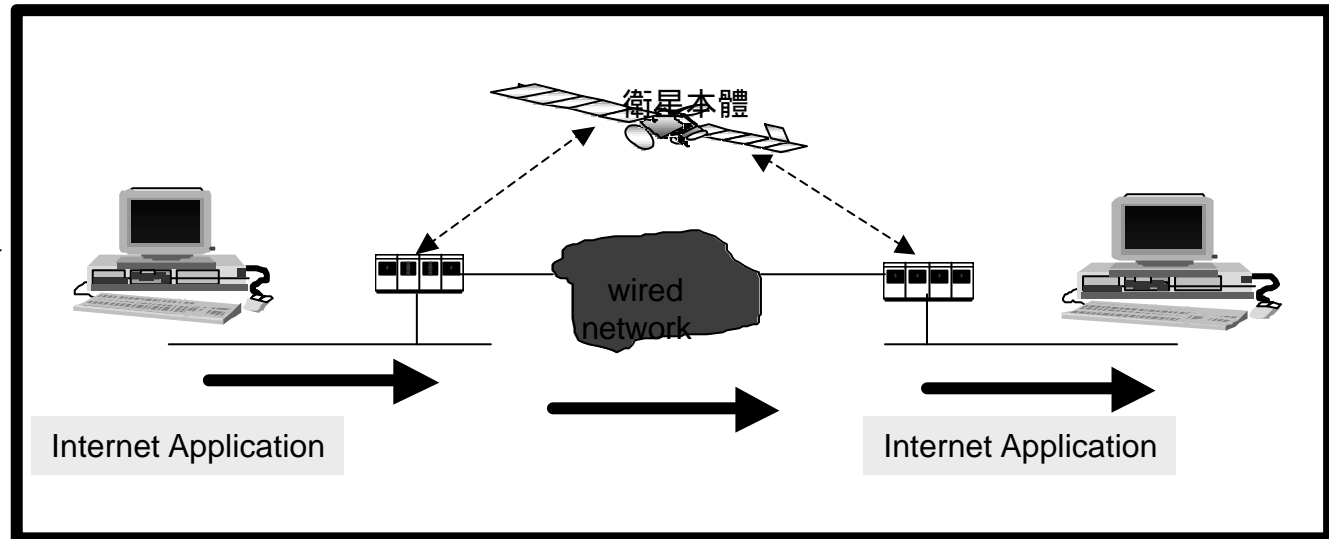 衛星本體
wired
network
Internet Application
Internet Application